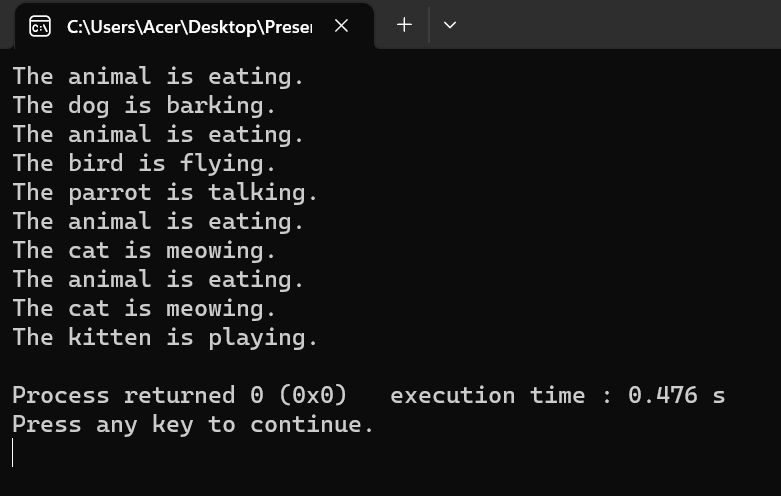 C:\Users\Acer\Desktop\Prese
The animal is eating.
The dog is barking.
The animal is eating.
The bird is flying.
The parrot is talking.
The animal is eating.
The cat is meowing.
The animal is eating.
The cat is meowing.
The kitten is playing.
Process returned 0 (0x0)   execution time : 0.476 s
Press any key to continue.